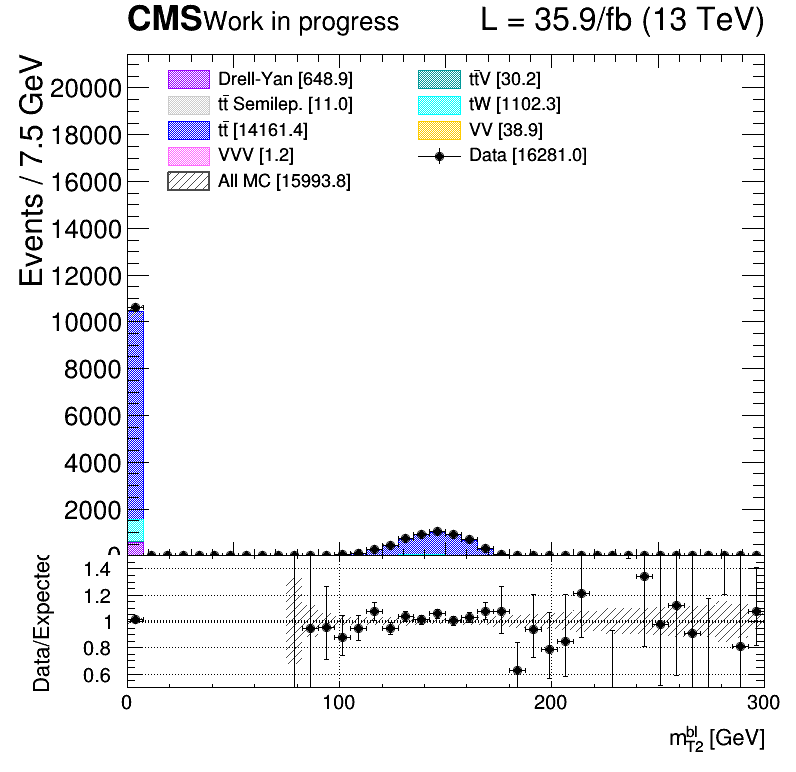 CMS Work in progress L = 35.9/fb (13 TeV)
Events / 7.5 GeV
20000
18000
16000
14000
12000
10000
8000
6000
4000
2000
0
Drell-Yan [648.9]
tt̄ Semilep. [11.0]
tt̄ [14161.4]
VVV [1.2]
All MC [15993.8]
tt̄V [30.2]
tW [1102.3]
VV [38.9]
Data [16281.0]
Data/Expected
1.4
1.2
1
0.8
0.6
0 100 200 300
m_{T2}^{bl} [GeV]